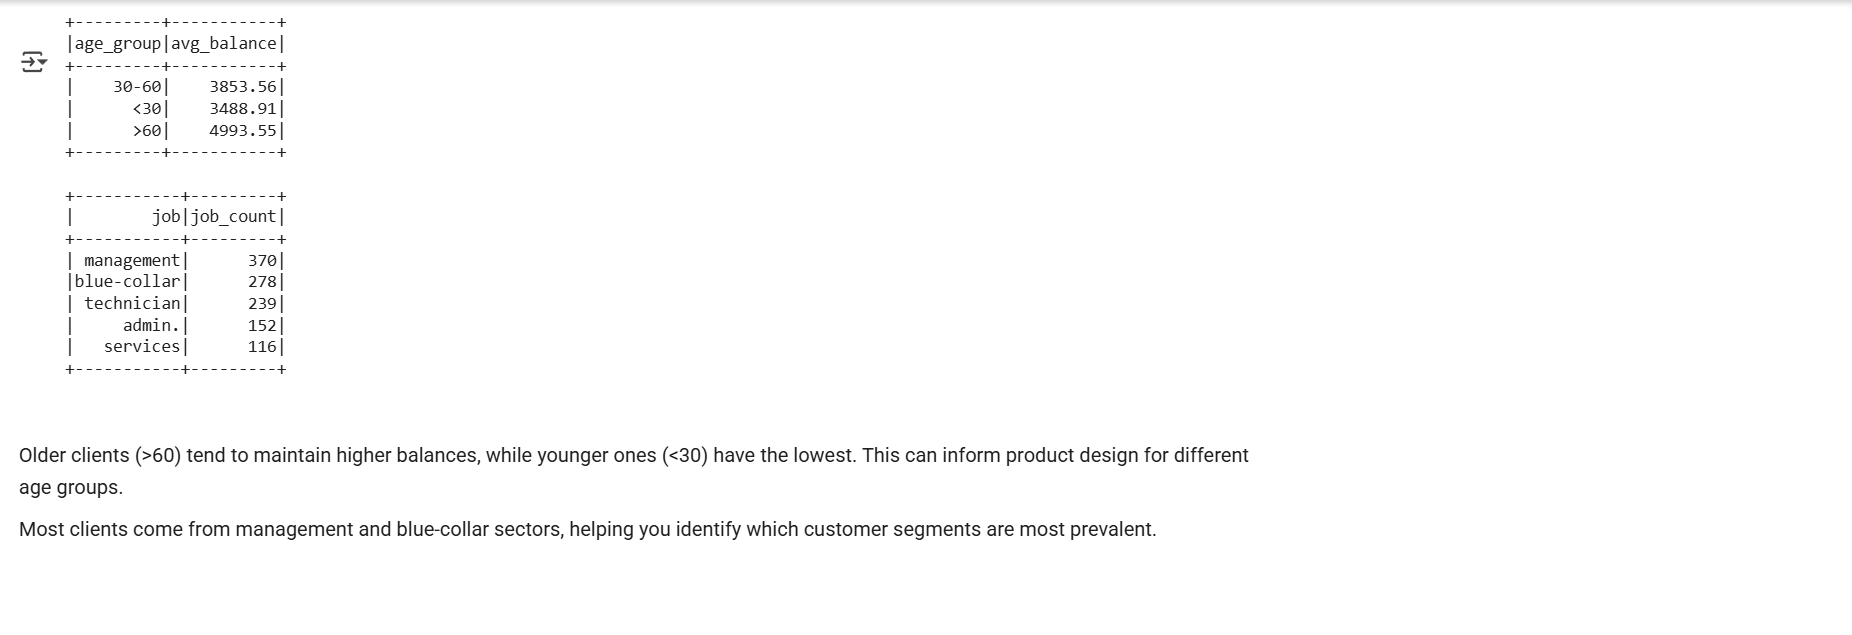 +---------+-----------+
|age_group|avg_balance|
+---------+-----------+
|    30-60|    3853.56|
|      <30|    3488.91|
|      >60|    4993.55|
+---------+-----------+
+-----------+---------+
|        job|job_count|
+-----------+---------+
| management|      370|
|blue-collar|      278|
| technician|      239|
|     admin.|      152|
|   services|      116|
+-----------+---------+
Older clients (>60) tend to maintain higher balances, while younger ones (<30) have the lowest. This can inform product design for different
age groups.
Most clients come from management and blue-collar sectors, helping you identify which customer segments are most prevalent.